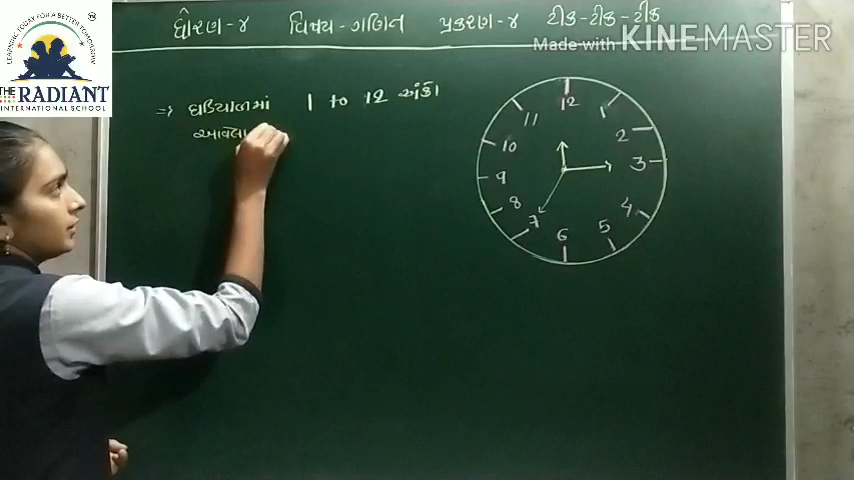 ધોરણ-૪ વિષય-ગણિત પ્રકરણ-૪ ટીક-ટીક-ટીક
Made with KINEMASTER
LEARNING TODAY FOR A BETTER TOMORROW
THE RADIANT
INTERNATIONAL SCHOOL
⇒ ઘડિયાળમાં 1 to 12 અંકો
આવેલા
12
11 1
10 2
9 3
8 4
7 5
6